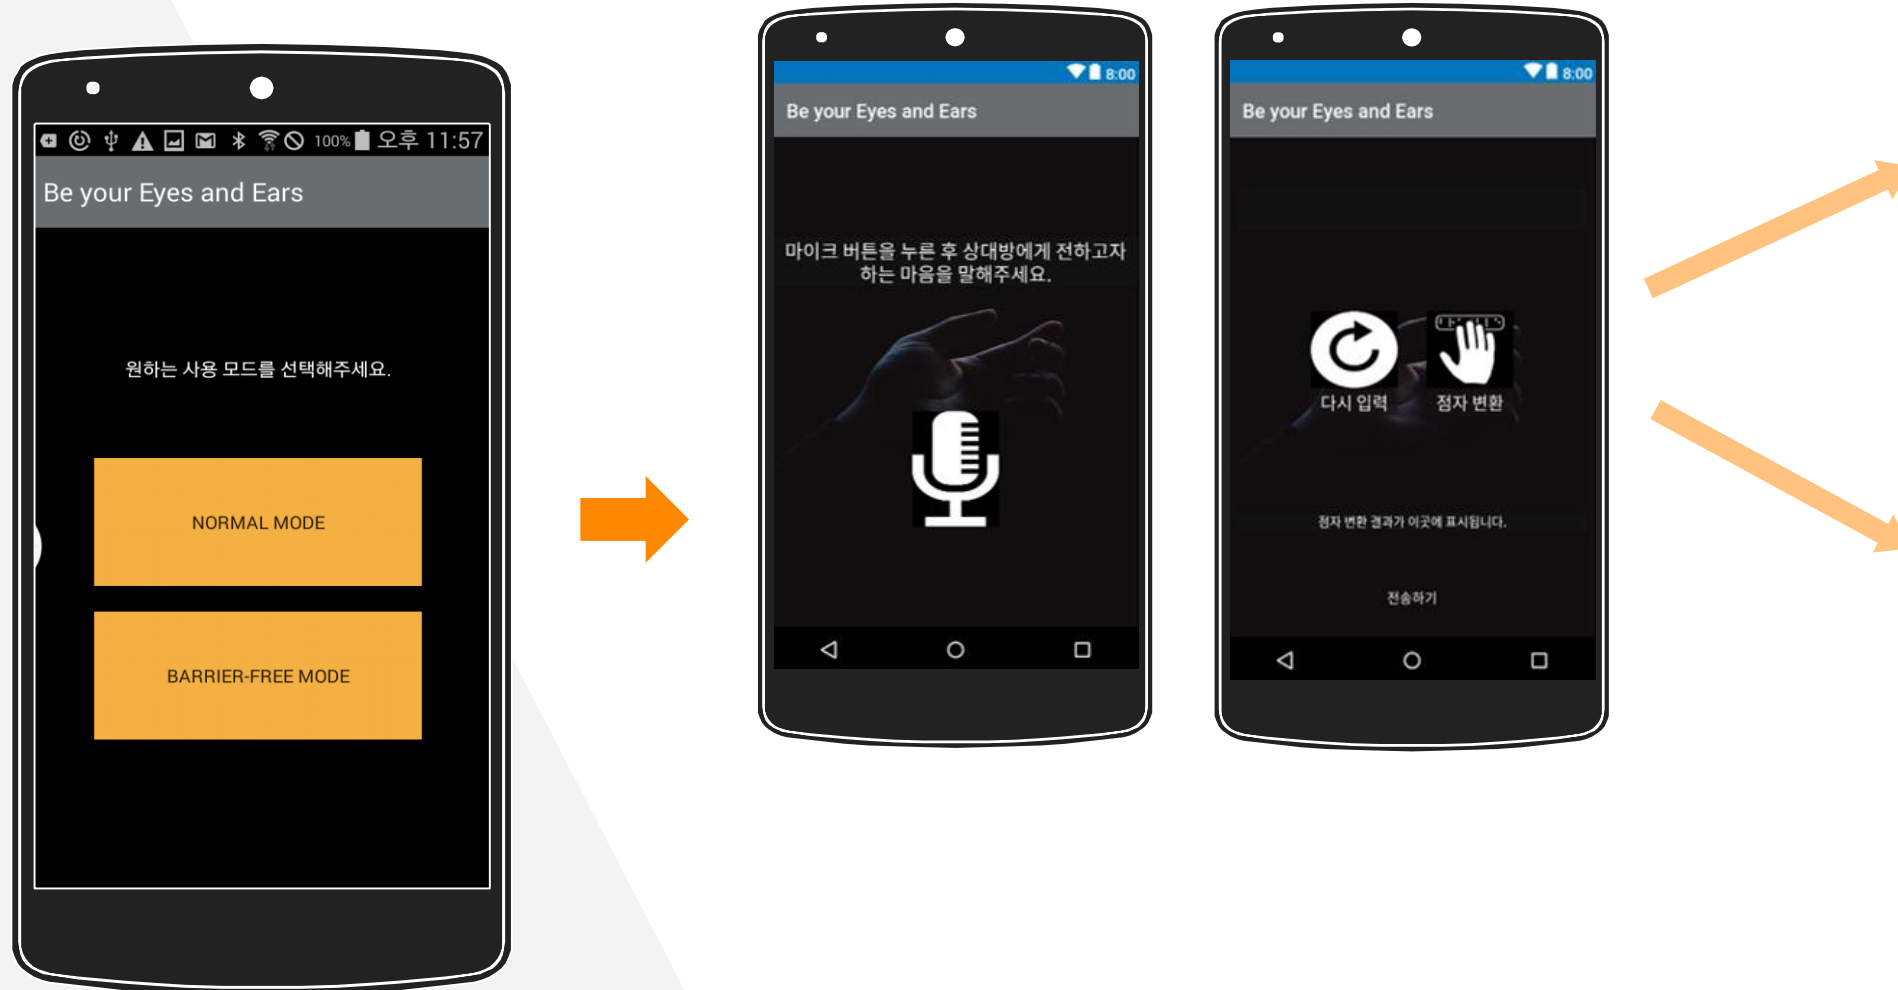 100% 오후 11:57
Be your Eyes and Ears
원하는 사용 모드를 선택해주세요.
NORMAL MODE
BARRIER-FREE MODE
8:00
Be your Eyes and Ears
마이크 버튼을 누른 후 상대방에게 전하고자
하는 마음을 말해주세요.
8:00
Be your Eyes and Ears
다시 입력
점자 변환
점자 변환 결과가 이곳에 표시됩니다.
전송하기